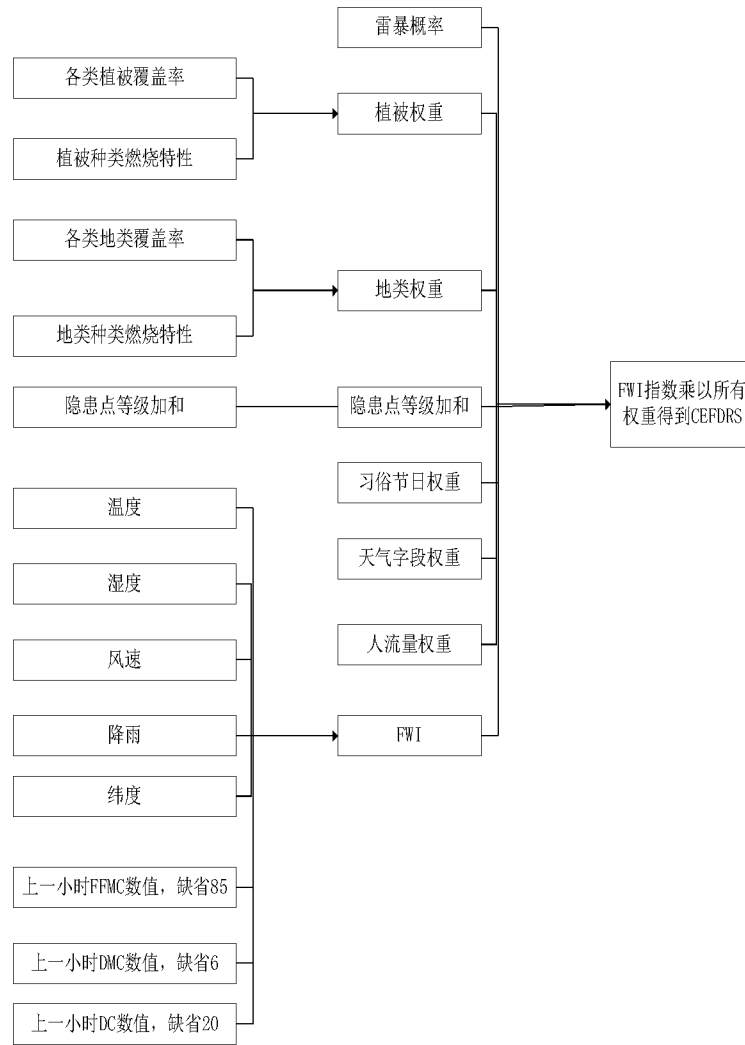 雷暴概率
各类植被覆盖率
植被权重
植被种类燃烧特性
各类地类覆盖率
地类权重
地类种类燃烧特性
隐患点等级加和
隐患点等级加和
FWI指数乘以所有
权重得到CEFDRS
习俗节日权重
温度
天气字段权重
湿度
人流量权重
风速
降雨
FWI
纬度
上一小时FFMC数值，缺省85
上一小时DMC数值，缺省6
上一小时DC数值，缺省20